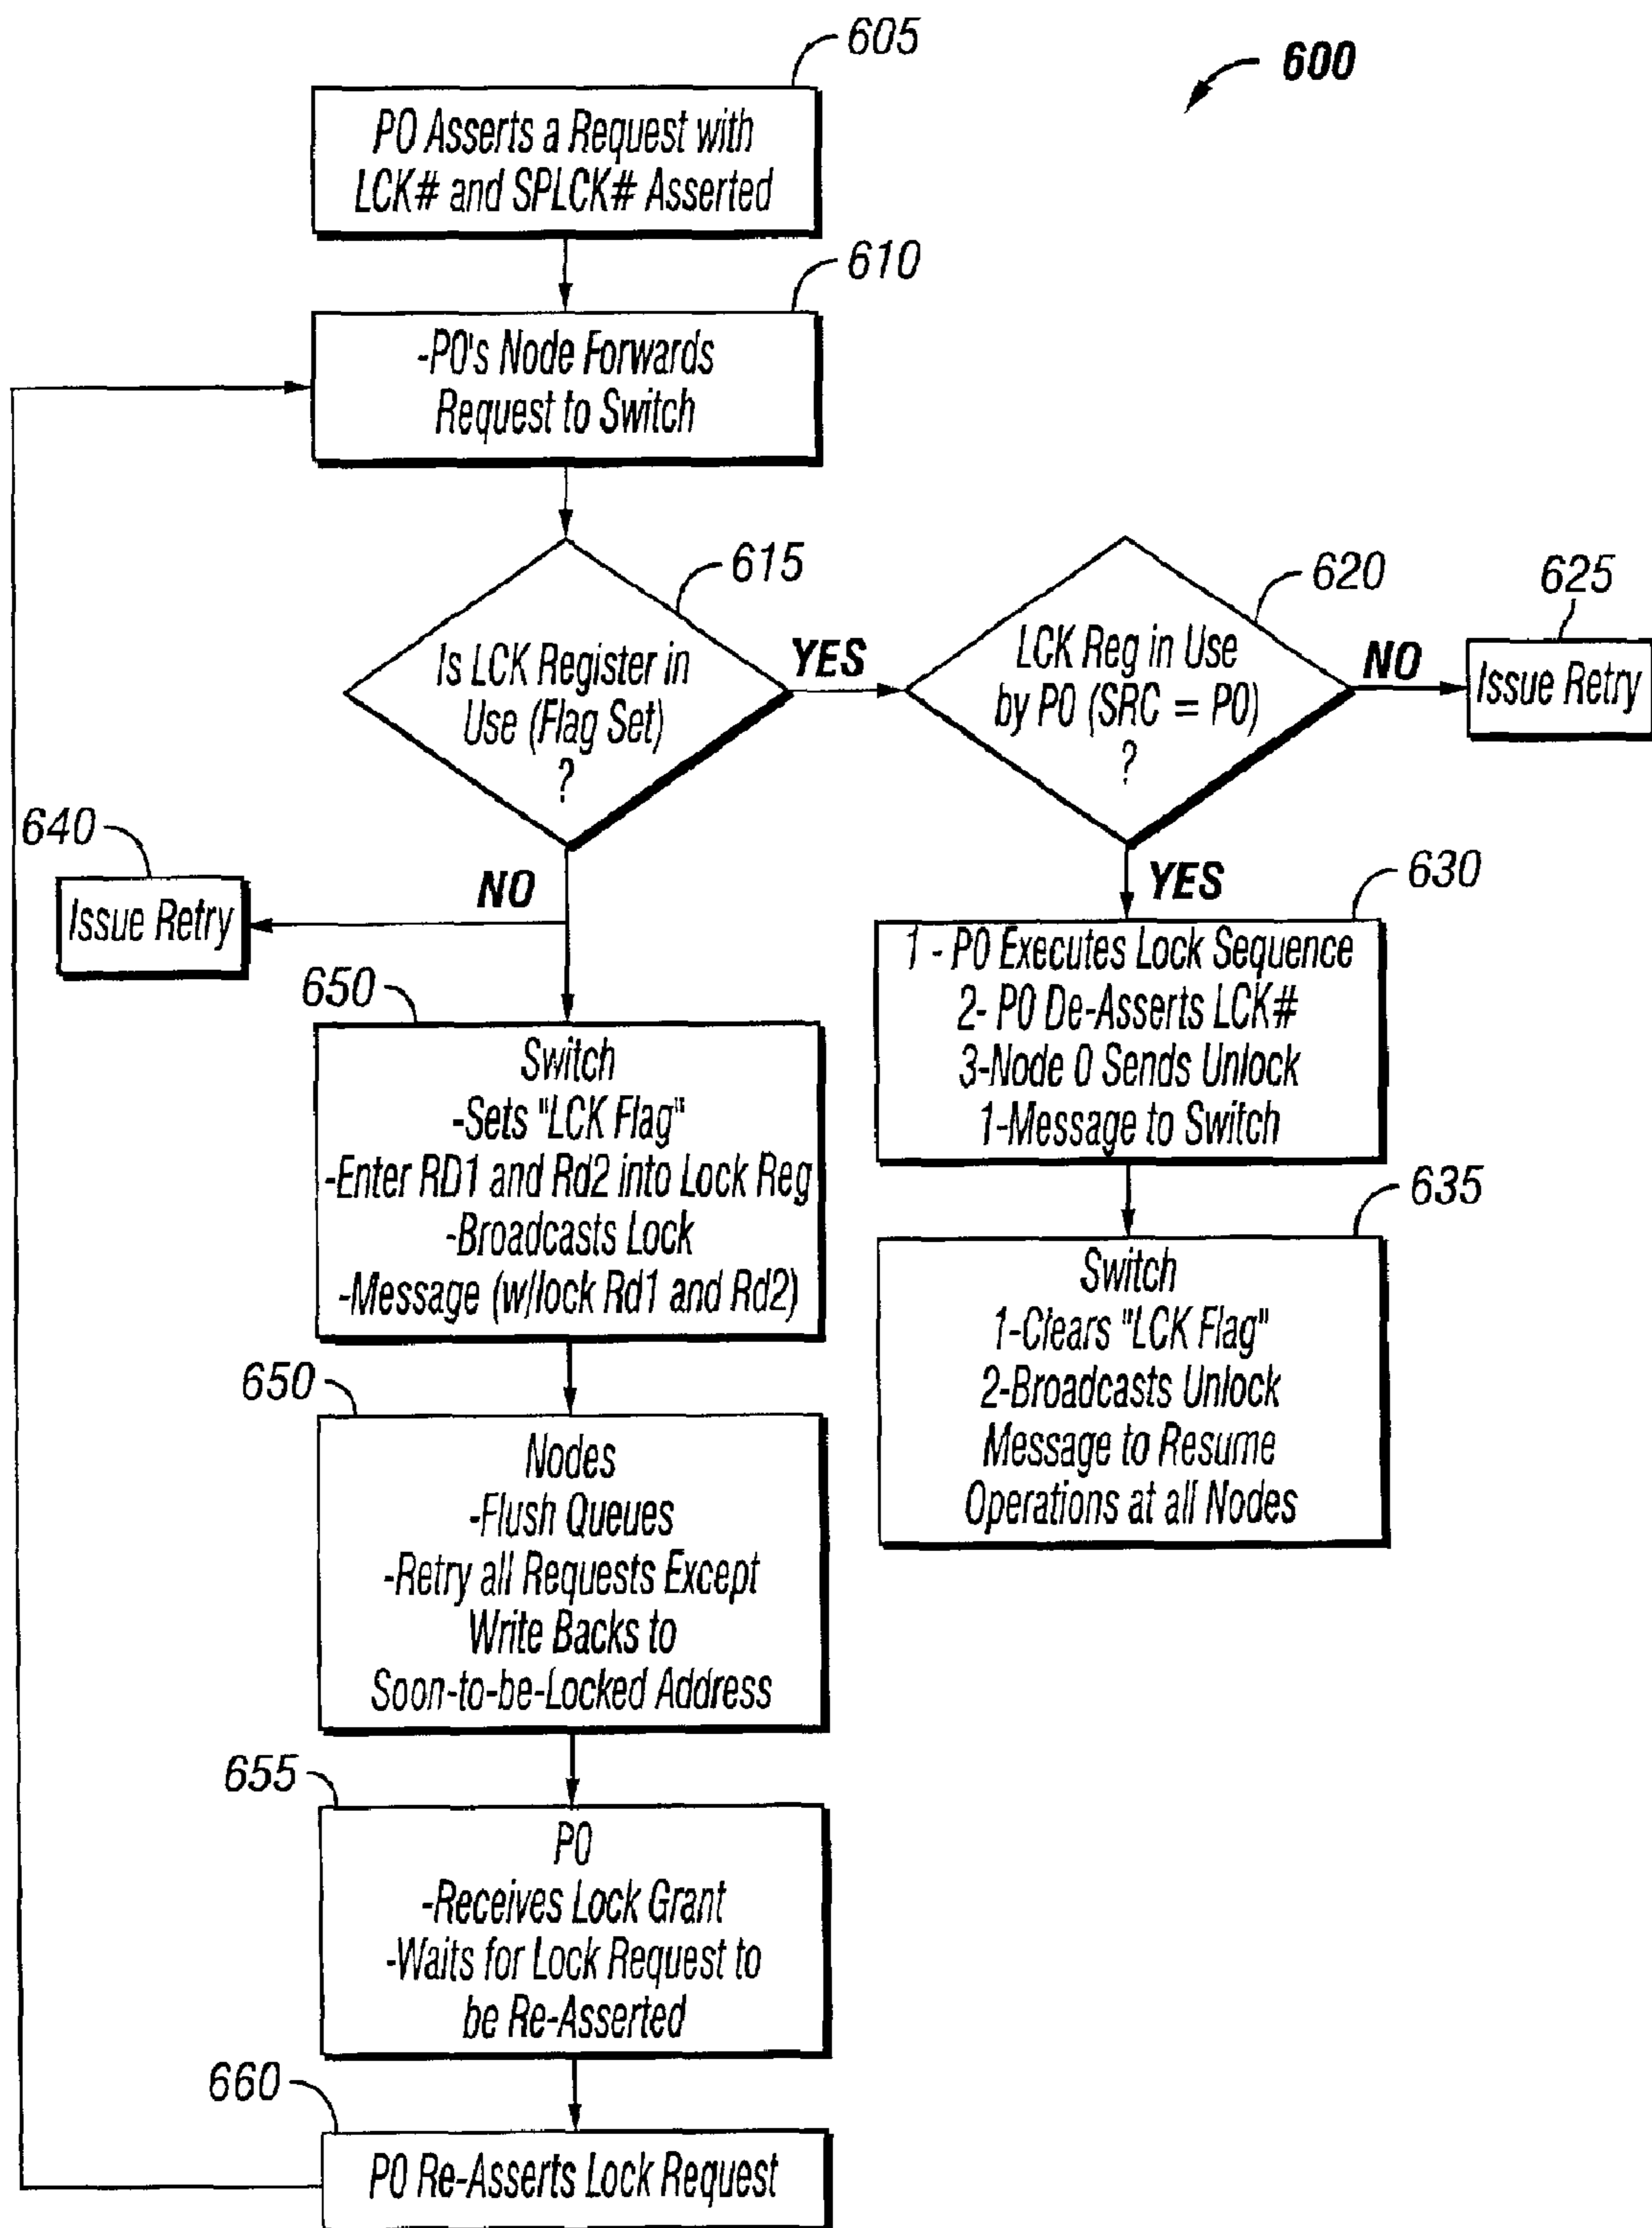 605
600
P0 Asserts a Request with
LCK# and SPLCK# Asserted
610
-P0's Node Forwards
Request to Switch
615
Is LCK Register in
Use (Flag Set)
?
YES
620
LCK Reg in Use
by P0 (SRC = P0)
?
NO
625
Issue Retry
640
Issue Retry
NO
YES
630
1 - P0 Executes Lock Sequence
2- P0 De-Asserts LCK#
3-Node 0 Sends Unlock
1-Message to Switch
650
Switch
-Sets "LCK Flag"
-Enter RD1 and Rd2 into Lock Reg
-Broadcasts Lock
-Message (w/lock Rd1 and Rd2)
635
Switch
1-Clears "LCK Flag"
2-Broadcasts Unlock
Message to Resume
Operations at all Nodes
650
Nodes
-Flush Queues
-Retry all Requests Except
Write Backs to
Soon-to-be-Locked Address
655
P0
-Receives Lock Grant
-Waits for Lock Request to
be Re-Asserted
660
P0 Re-Asserts Lock Request